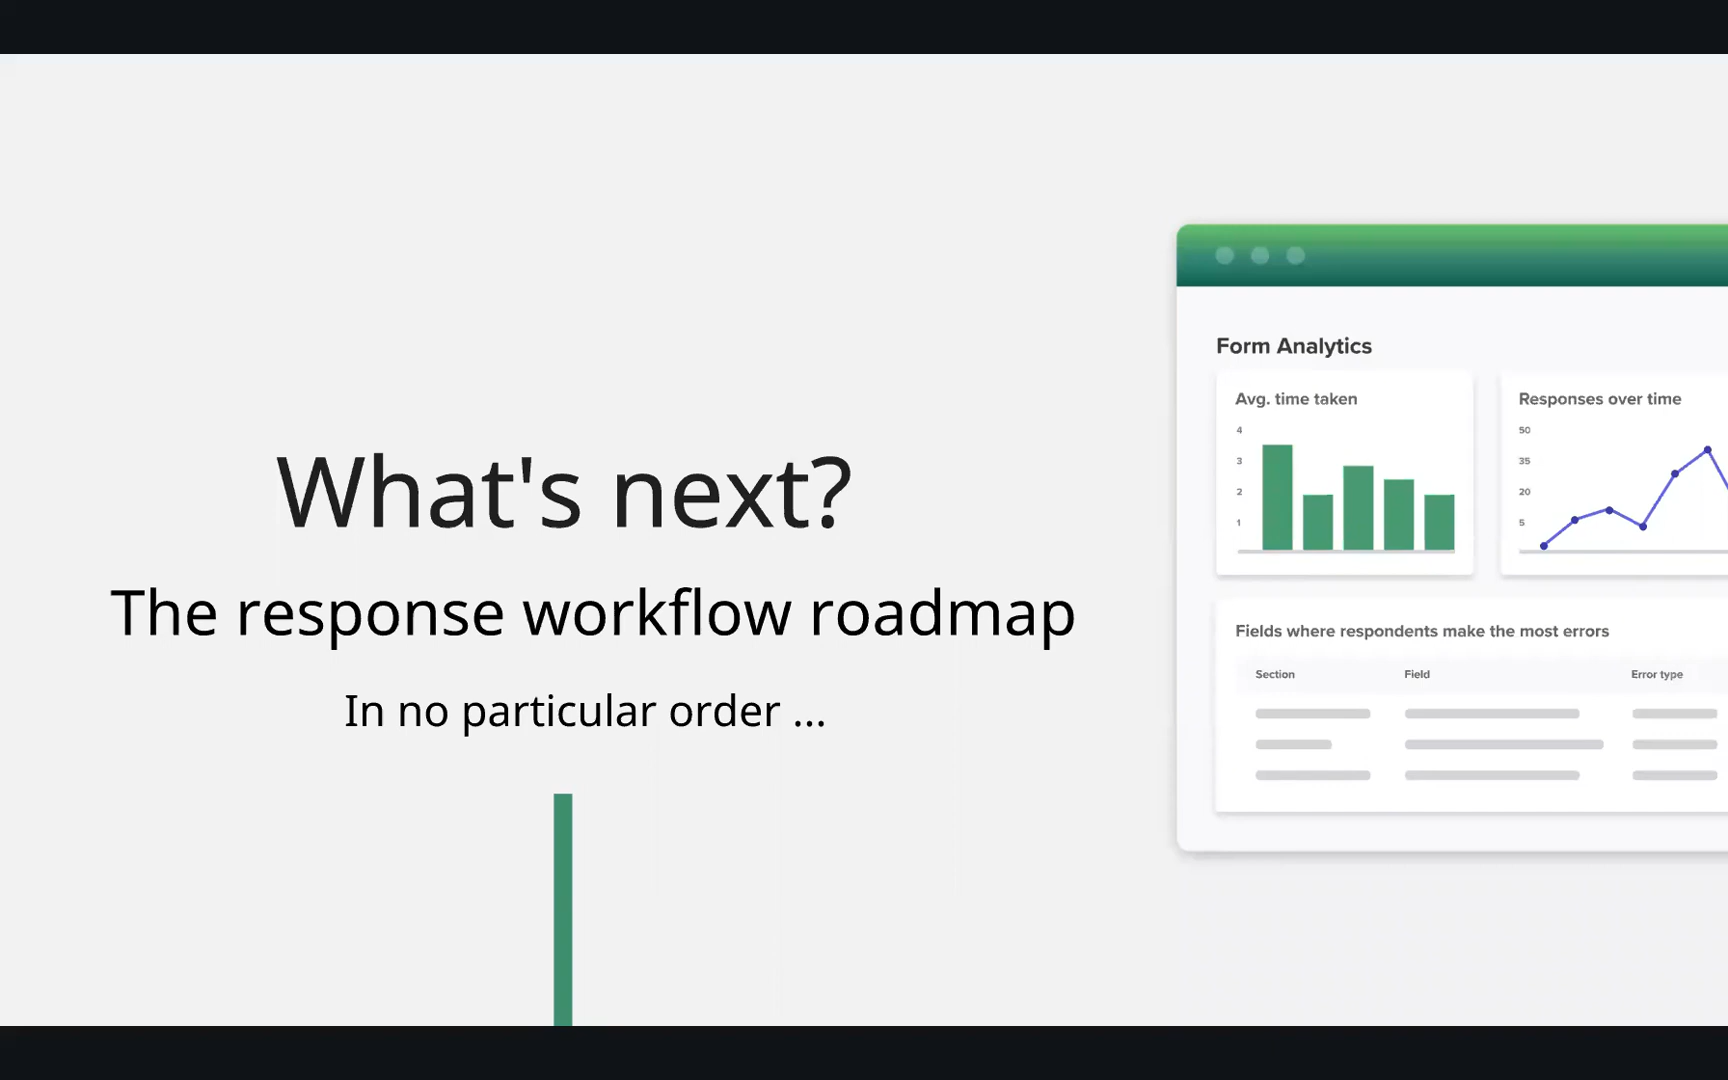 What's next?
The response workflow roadmap
In no particular order ...
Form Analytics
Avg. time taken
4
3
2
1
Responses over time
50
35
20
5
Fields where respondents make the most errors
Section Field Error type